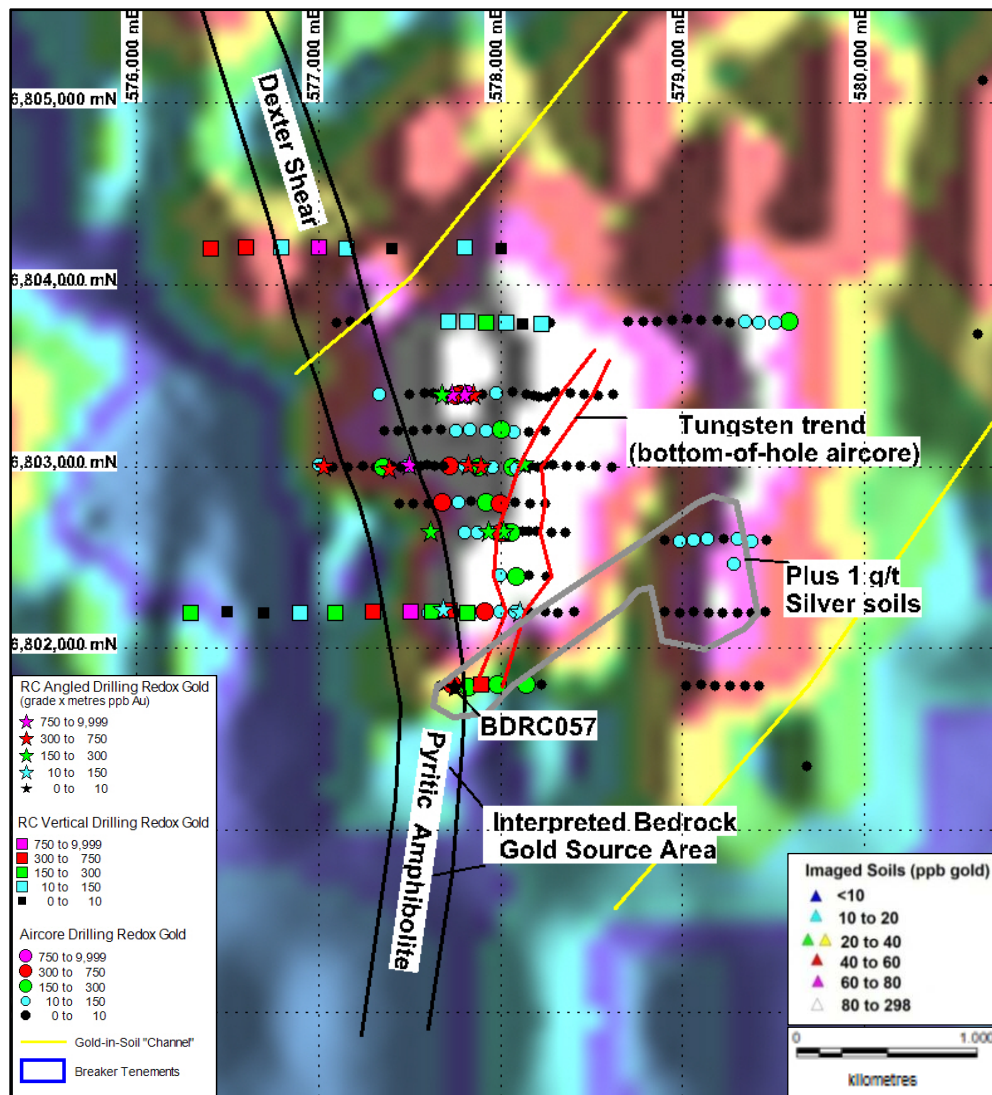 576,000 mE
577,000 mE
578,000 mE
579,000 mE
580,000 mE
6,805,000 mN
6,804,000 mN
6,803,000 mN
6,802,000 mN
Dexter Shear
Tungsten trend
(bottom-of-hole aircore)
Plus 1 g/t
Silver soils
BDRC057
Pyritic Amphibolite
Interpreted Bedrock
Gold Source Area
RC Angled Drilling Redox Gold
(grade x metres ppb Au)
750 to 9,999
300 to 750
150 to 300
10 to 150
0 to 10
RC Vertical Drilling Redox Gold
750 to 9,999
300 to 750
150 to 300
10 to 150
0 to 10
Aircore Drilling Redox Gold
750 to 9,999
300 to 750
150 to 300
10 to 150
0 to 10
Gold-in-Soil "Channel"
Breaker Tenements
Imaged Soils (ppb gold)
<10
10 to 20
20 to 40
40 to 60
60 to 80
80 to 298
0 1.000
kilometres